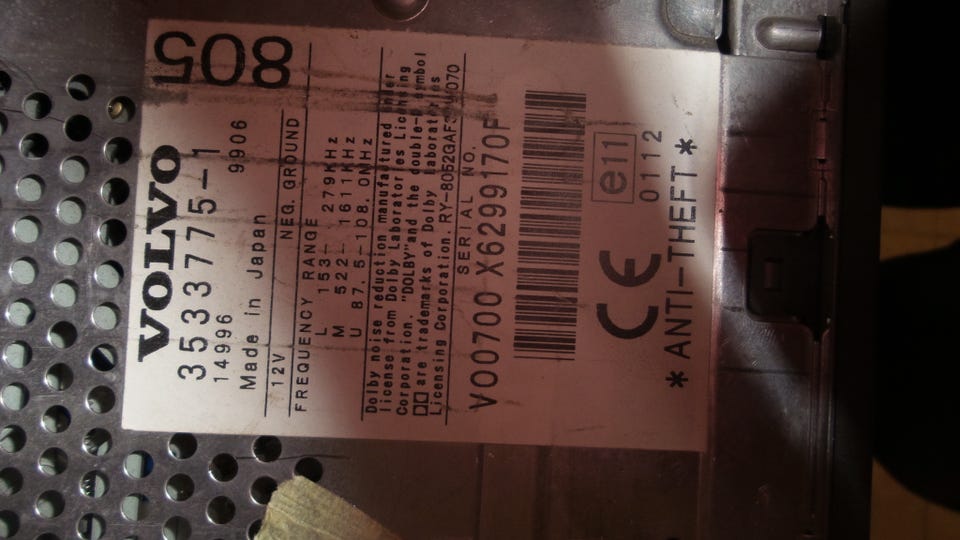 VOLVO 805
3533775-1
14996 9906
Made in Japan
12V NEG. GROUND
FREQUENCY RANGE
L 153- 279KHz
M 522- 1611KHz
U 87.5-108.0MHz
Dolby noise reduction manufactured under
license from Dolby Laboratories Licensing
Corporation. "DOLBY" and the double-D symbol
are trademarks of Dolby laboratories
Licensing Corporation. 
SERIAL NO.
V00700 X6299170F
CE e11
0112
*ANTI-THEFT*